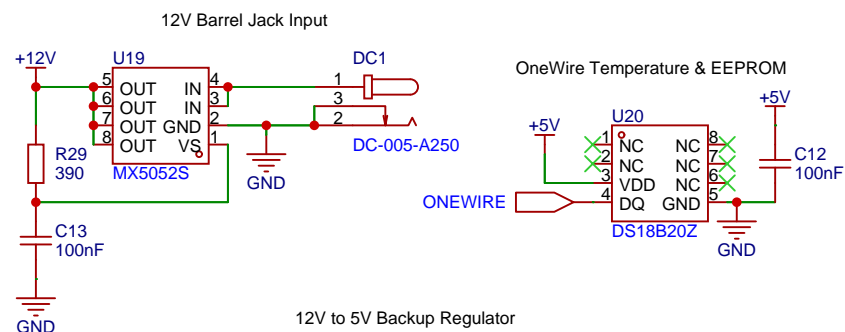 12V Barrel Jack Input
+12V
U19
DC1
5 OUT IN 4
6 OUT IN 3
7 OUT GND 2
8 OUT VS 1
MX5052S
1
3
2
DC-005-A250
GND
R29
390
C13
100nF
GND
OneWire Temperature & EEPROM
+5V
U20
+5V
1 NC NC 8
2 NC NC 7
3 VDD NC 6
4 DQ GND 5
DS18B20Z
ONEWIRE
C12
100nF
GND
12V to 5V Backup Regulator